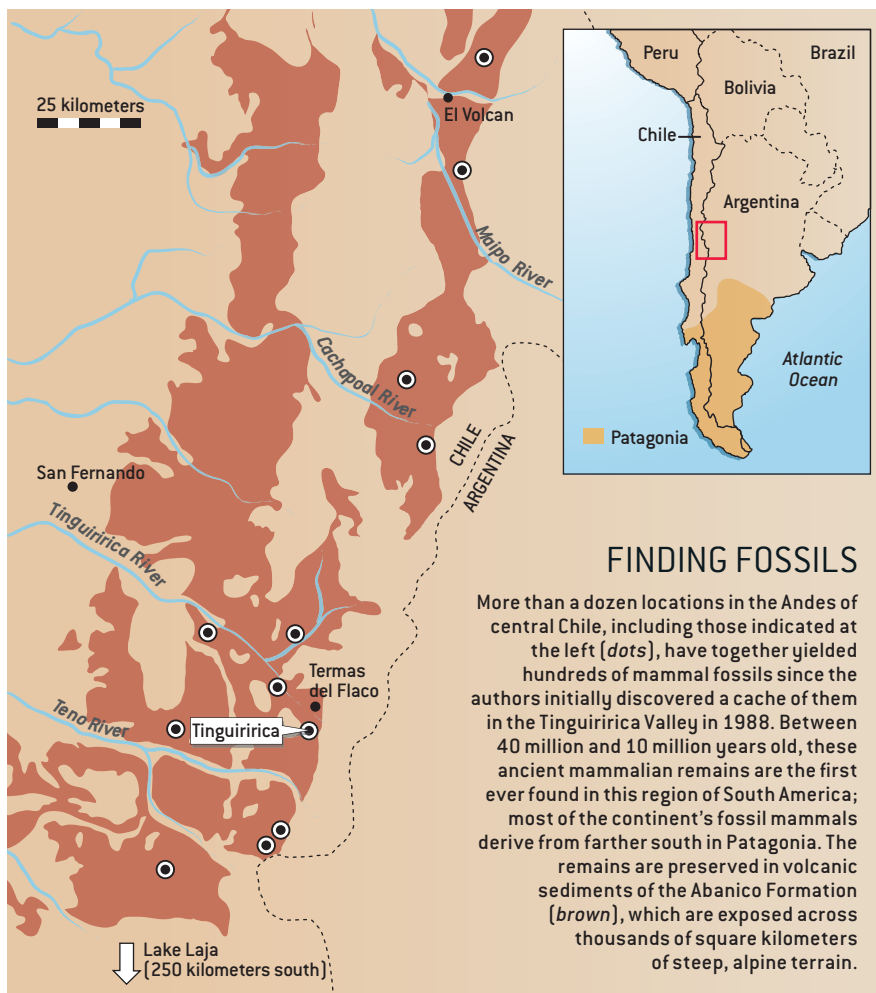 25 kilometers
El Volcan
Maipo River
Cachapoal River
CHILE
ARGENTINA
San Fernando
Tinguiririca River
Termas
del Flaco
Teno River
Tinguiririca
Lake Laja
(250 kilometers south)
Peru
Brazil
Bolivia
Chile
Argentina
Atlantic
Ocean
Patagonia
FINDING FOSSILS
More than a dozen locations in the Andes of
central Chile, including those indicated at
the left (dots), have together yielded
hundreds of mammal fossils since the
authors initially discovered a cache of them
in the Tinguiririca Valley in 1988. Between
40 million and 10 million years old, these
ancient mammalian remains are the first
ever found in this region of South America;
most of the continent’s fossil mammals
derive from farther south in Patagonia. The
remains are preserved in volcanic
sediments of the Abanico Formation
(brown), which are exposed across
thousands of square kilometers
of steep, alpine terrain.